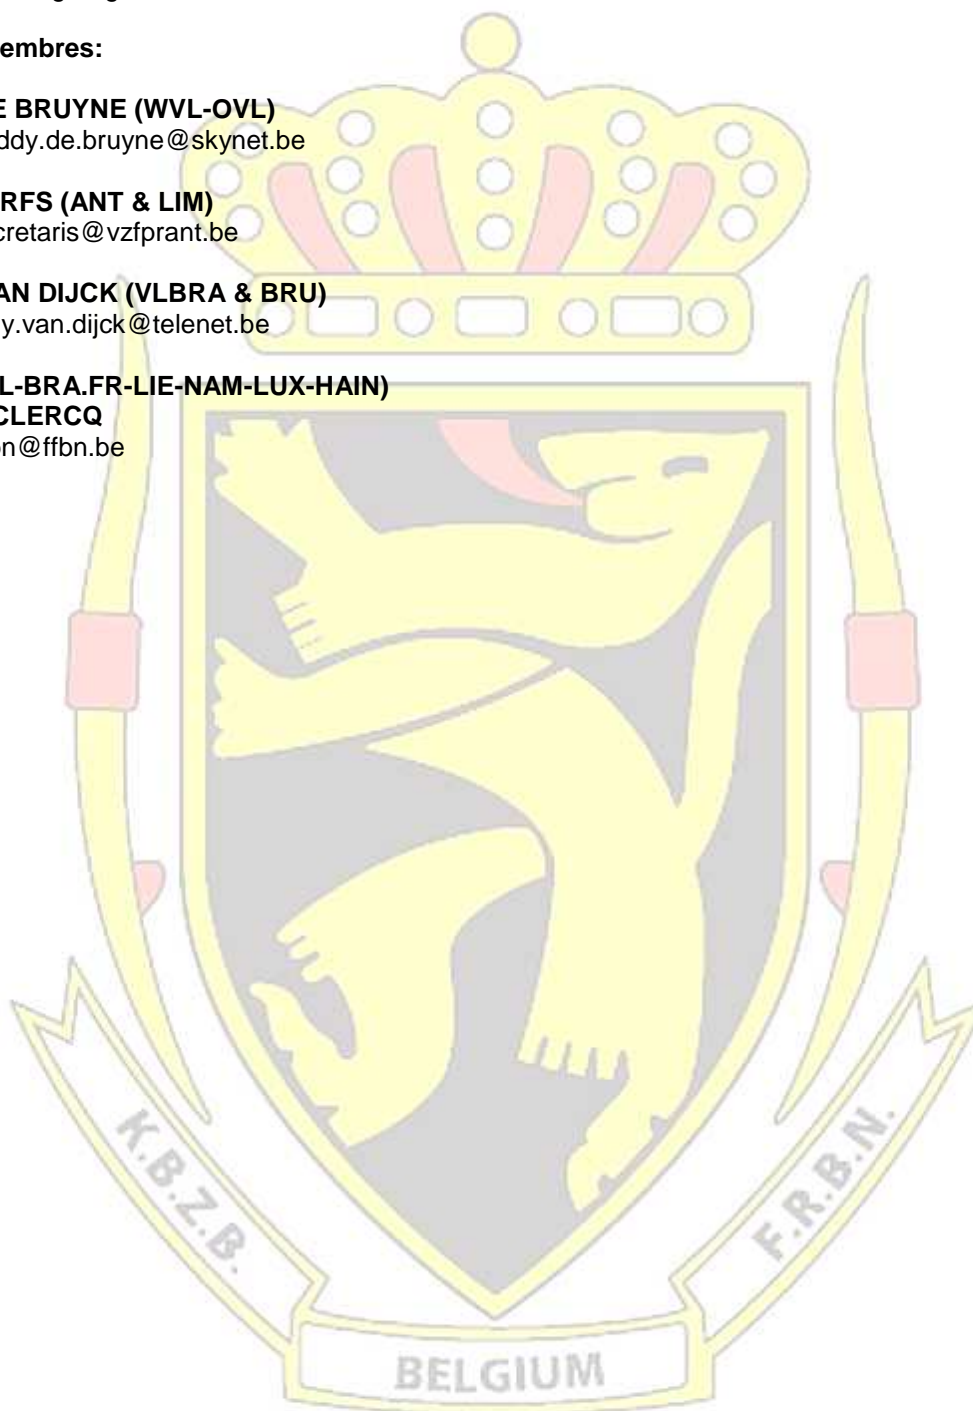 embres:
E BRUYNE (WVL-OVL)
ddy.de.bruyne@skynet.be
RFS (ANT & LIM)
cretaris@vzfprant.be
AN DIJCK (VLBRA & BRU)
y.van.dijck@telenet.be
L-BRA.FR-LIE-NAM-LUX-HAIN)
CLERCQ
on@ffbn.be
K.B.Z.B.
F.R.B.N.
BELGIUM